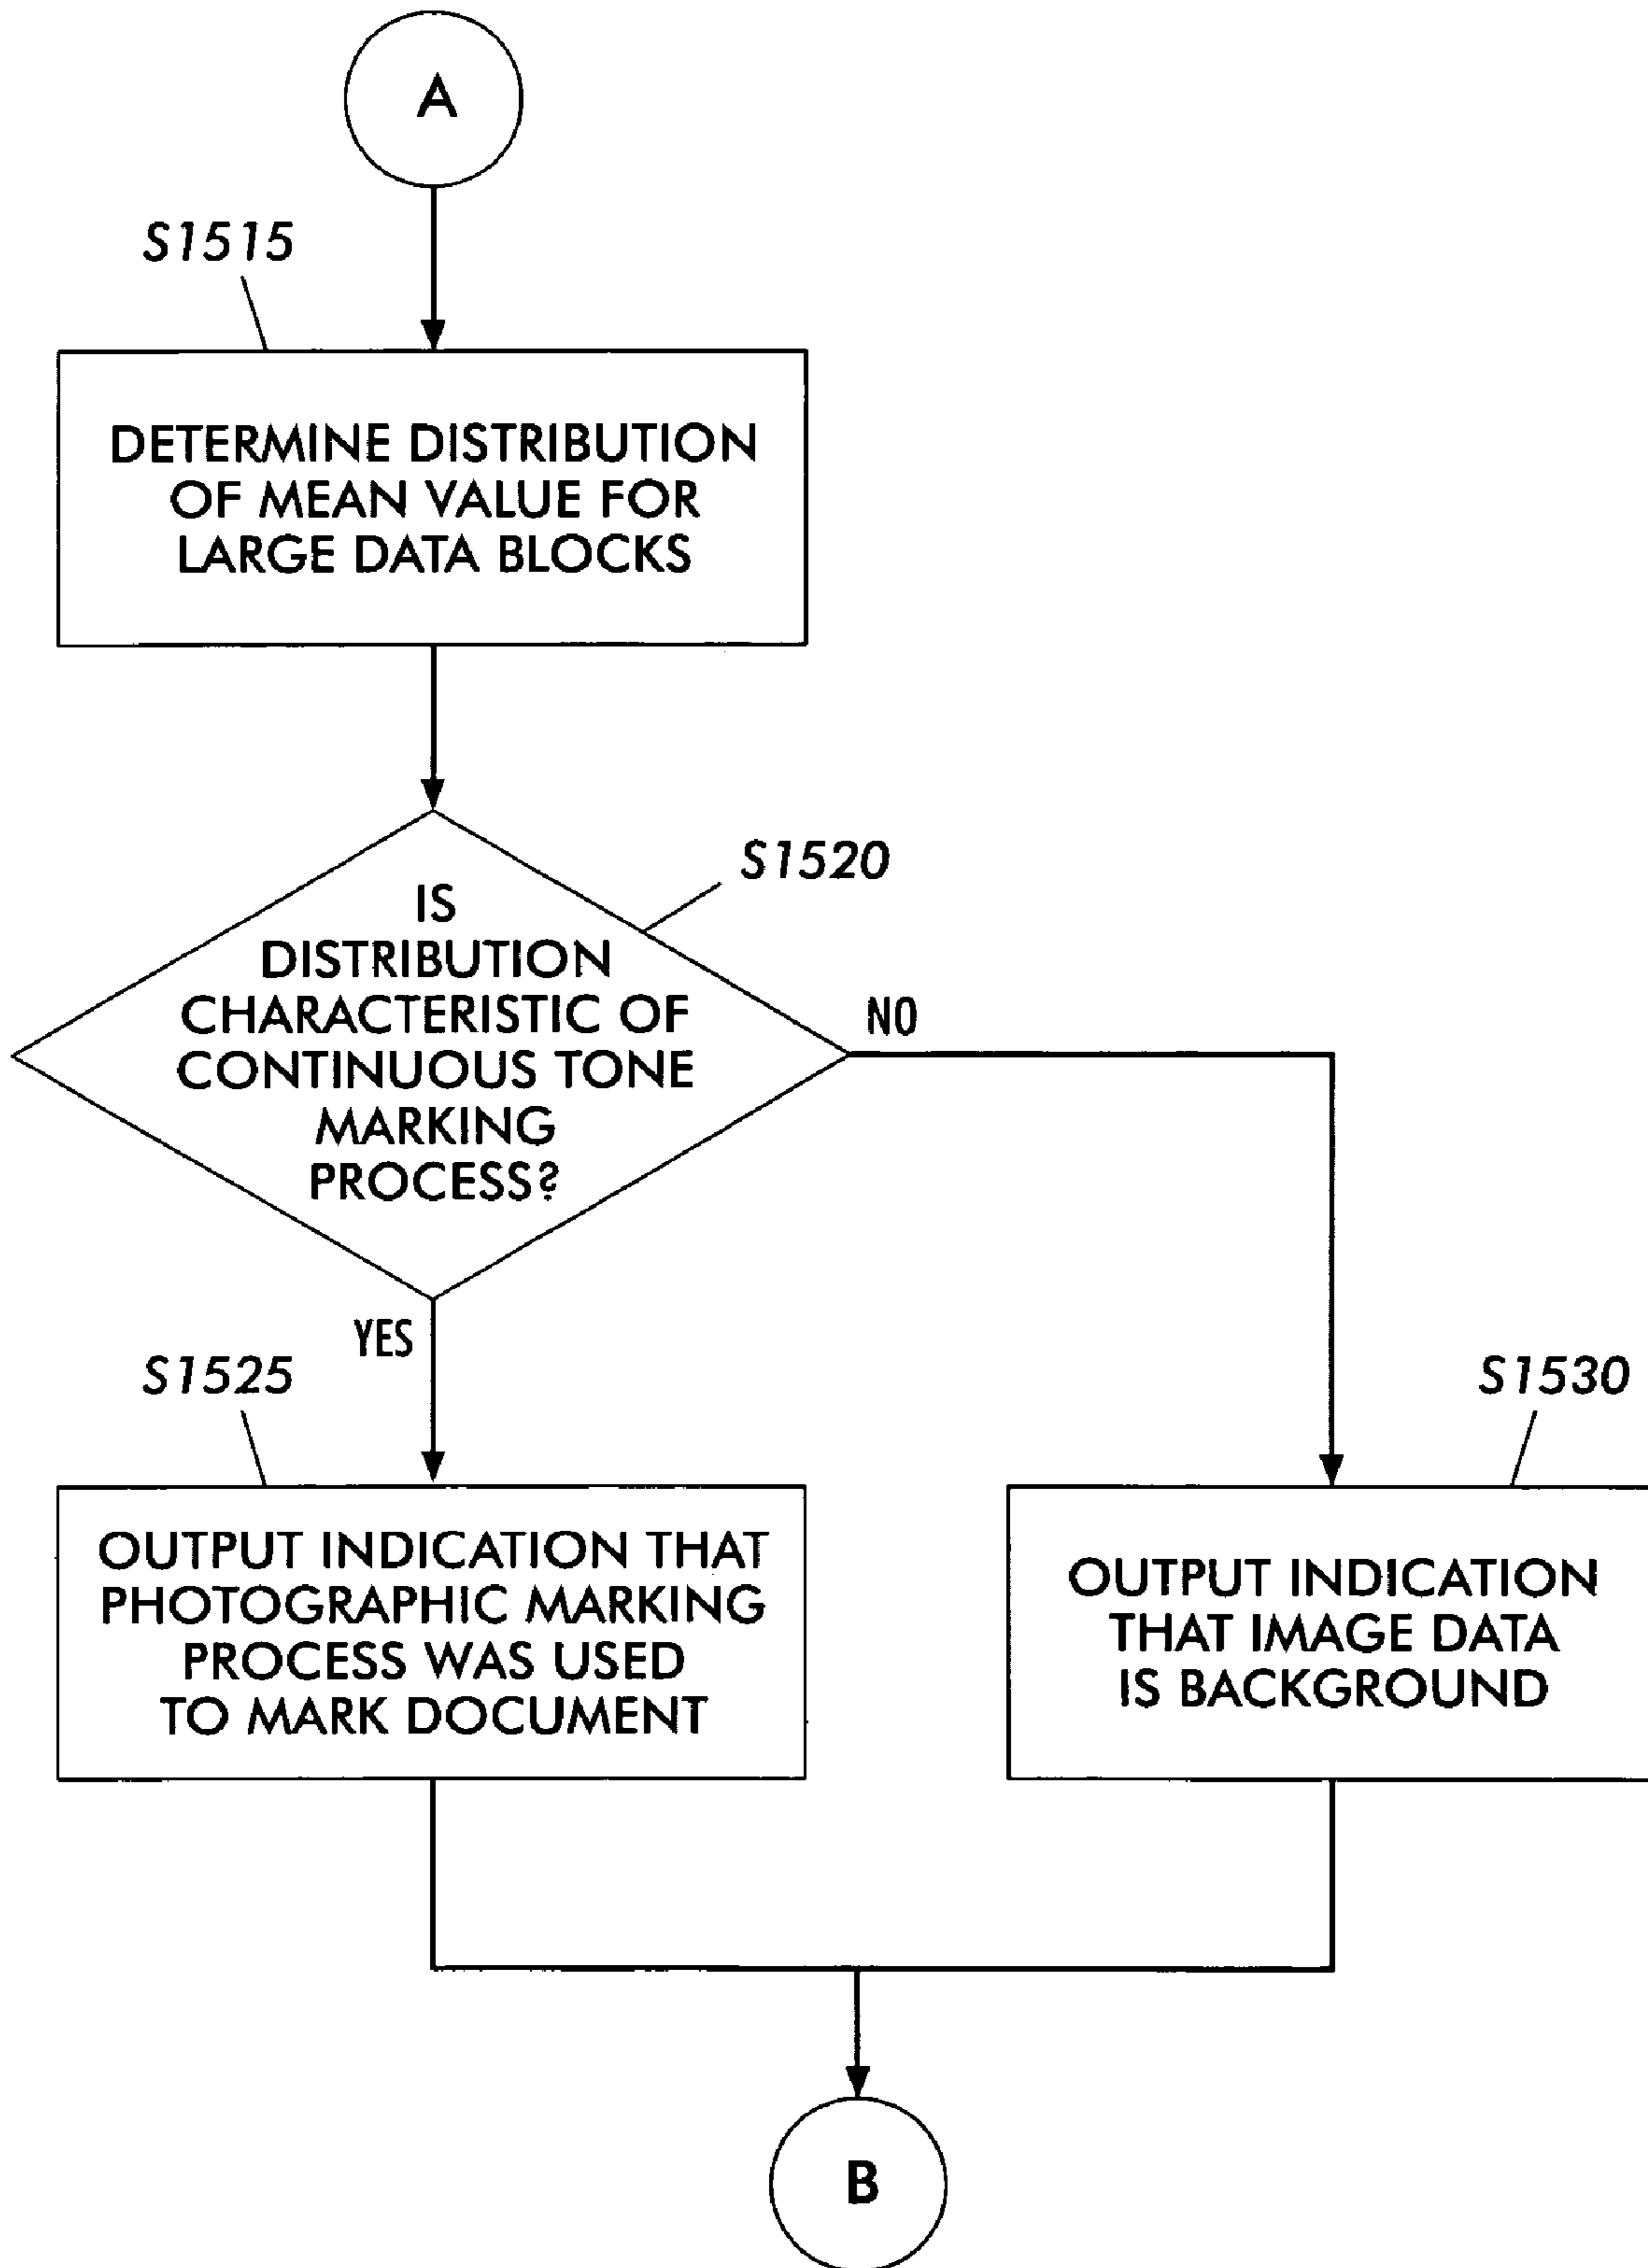 A
S1515
DETERMINE DISTRIBUTION
OF MEAN VALUE FOR
LARGE DATA BLOCKS
S1520
IS
DISTRIBUTION
CHARACTERISTIC OF
CONTINUOUS TONE
MARKING
PROCESS?
NO
YES
S1525
OUTPUT INDICATION THAT
PHOTOGRAPHIC MARKING
PROCESS WAS USED
TO MARK DOCUMENT
S1530
OUTPUT INDICATION
THAT IMAGE DATA
IS BACKGROUND
B